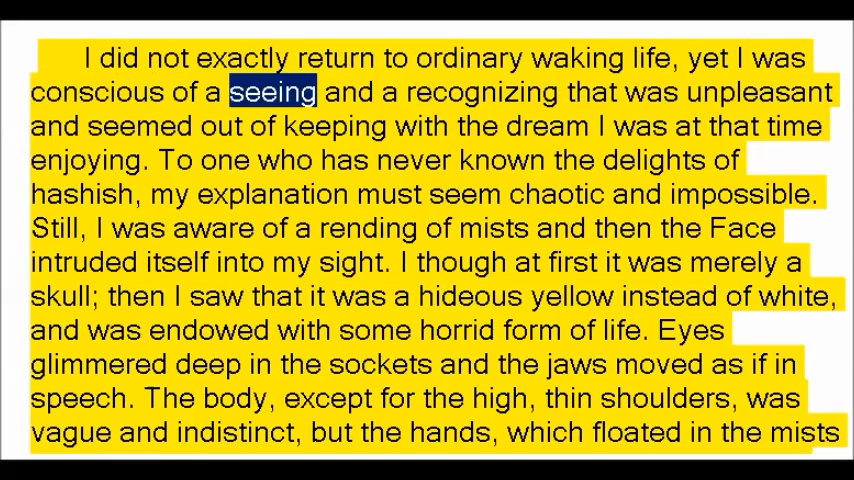 I did not exactly return to ordinary waking life, yet I was
conscious of a seeing and a recognizing that was unpleasant
and seemed out of keeping with the dream I was at that time
enjoying. To one who has never known the delights of
hashish, my explanation must seem chaotic and impossible.
Still, I was aware of a rending of mists and then the Face
intruded itself into my sight. I though at first it was merely a
skull; then I saw that it was a hideous yellow instead of white,
and was endowed with some horrid form of life. Eyes
glimmered deep in the sockets and the jaws moved as if in
speech. The body, except for the high, thin shoulders, was
vague and indistinct, but the hands, which floated in the mists